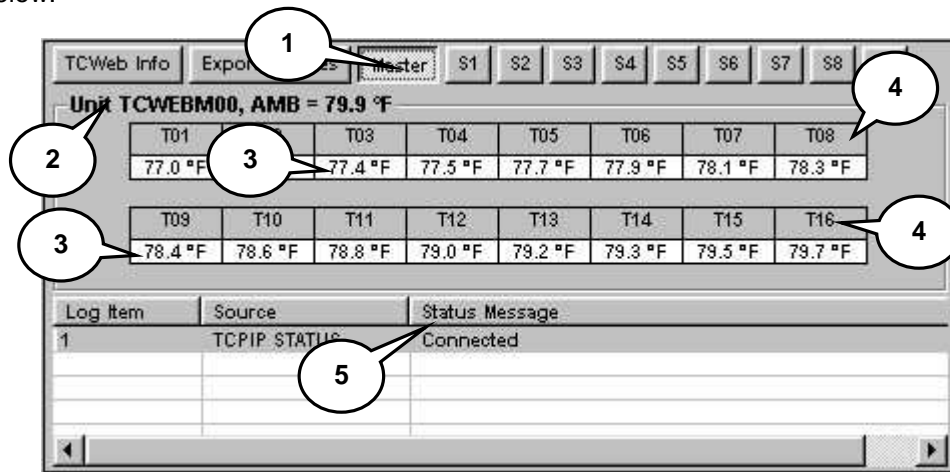 1
TCWeb Info Master S1 S2 S3 S4 S5 S6 S7 S8
4
Unit TCWEBM00, AMB = 79.9 °F
2
T01 T03 T04 T05 T06 T07 T08
3
77.0 °F 77.4 °F 77.5 °F 77.7 °F 77.9 °F 78.1 °F 78.3 °F
T09 T10 T11 T12 T13 T14 T15 T16
4
3
78.4 °F 78.6 °F 78.8 °F 79.0 °F 79.2 °F 79.3 °F 79.5 °F 79.7 °F
Log Item Source Status Message
1 TCPIP STATUS Connected
5